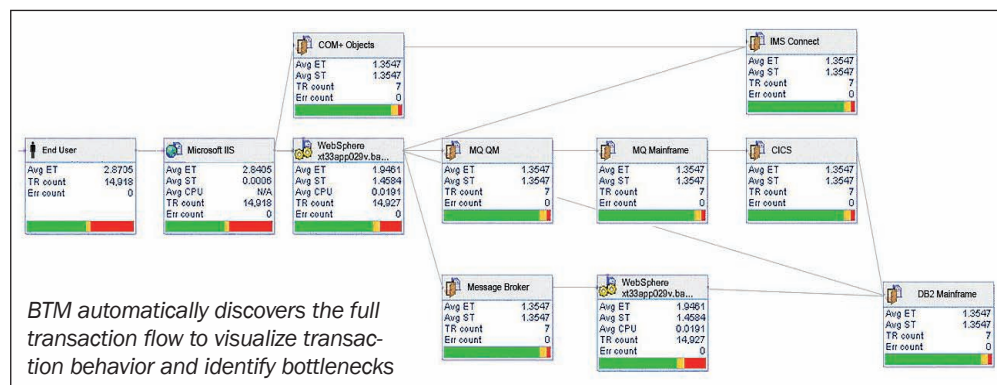 COM+ Objects
Avg ET 1.3547
Avg ST 1.3547
TR count 7
Err count 0
IMS Connect
Avg ET 1.3547
Avg ST 1.3547
TR count 7
Err count 0
End User
Avg ET 2.8705
TR count 14,918
Err count 0
Microsoft IIS
Avg ET 2.8405
Avg ST 0.0006
Avg CPU N/A
TR count 14,918
Err count 0
WebSphere
xt33app029v.ba...
Avg ET 1.9461
Avg ST 1.4584
Avg CPU 0.0191
TR count 14,927
Err count 0
MQ QM
Avg ET 1.3547
Avg ST 1.3547
TR count 7
Err count 0
MQ Mainframe
Avg ET 1.3547
Avg ST 1.3547
TR count 7
Err count 0
CICS
Avg ET 1.3547
Avg ST 1.3547
TR count 7
Err count 0
Message Broker
Avg ET 1.3547
Avg ST 1.3547
TR count 7
Err count 0
WebSphere
xt33app029v.ba...
Avg ET 1.9461
Avg ST 1.4584
Avg CPU 0.0191
TR count 14,927
Err count 0
DB2 Mainframe
Avg ET 1.3547
Avg ST 1.3547
TR count 7
Err count 0
BTM automatically discovers the full
transaction flow to visualize transac-
tion behavior and identify bottlenecks